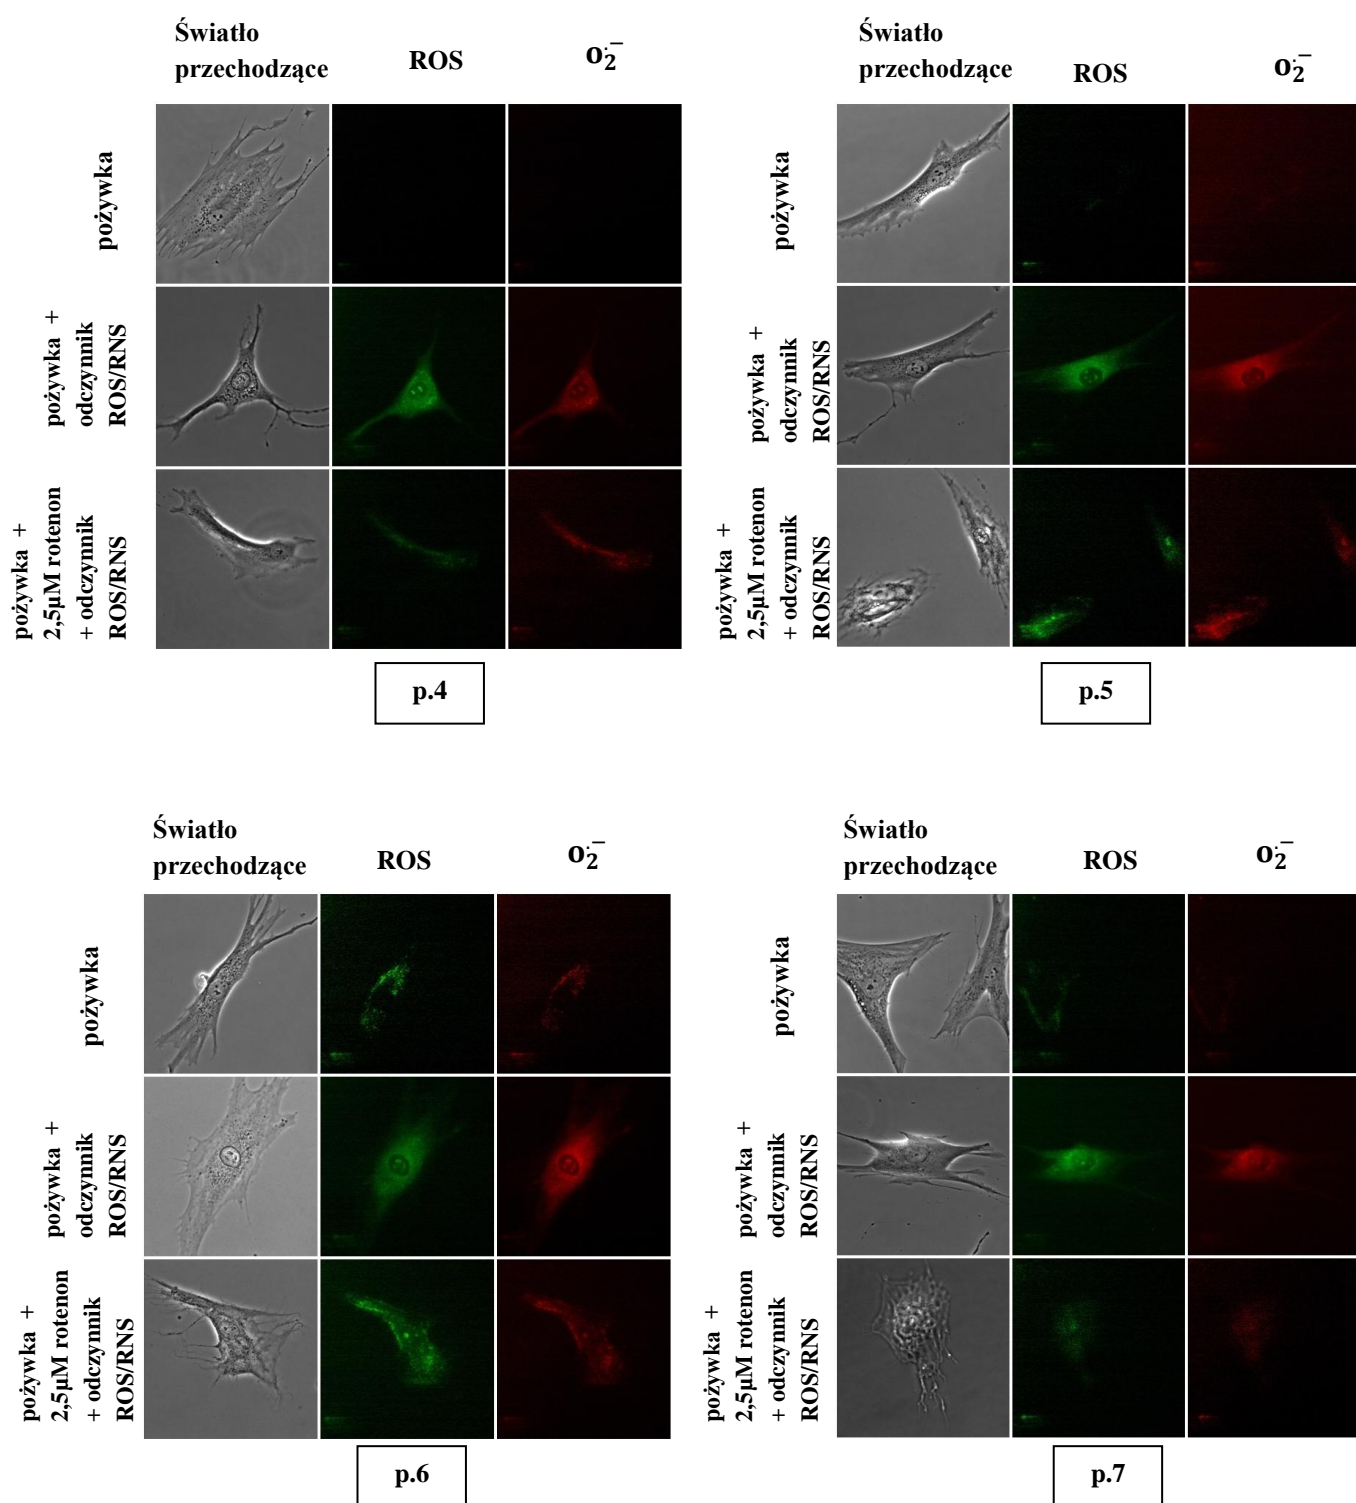 Światło
przechodzące
ROS
O₂·⁻
pożywka
pożywka +
odczynnik
ROS/RNS
pożywka +
2,5µM rotenon
+ odczynnik
ROS/RNS
p.4
Światło
przechodzące
ROS
O₂·⁻
pożywka
pożywka +
odczynnik
ROS/RNS
pożywka +
2,5µM rotenon
+ odczynnik
ROS/RNS
p.5
Światło
przechodzące
ROS
O₂·⁻
pożywka
pożywka +
odczynnik
ROS/RNS
pożywka +
2,5µM rotenon
+ odczynnik
ROS/RNS
p.6
Światło
przechodzące
ROS
O₂·⁻
pożywka
pożywka +
odczynnik
ROS/RNS
pożywka +
2,5µM rotenon
+ odczynnik
ROS/RNS
p.7